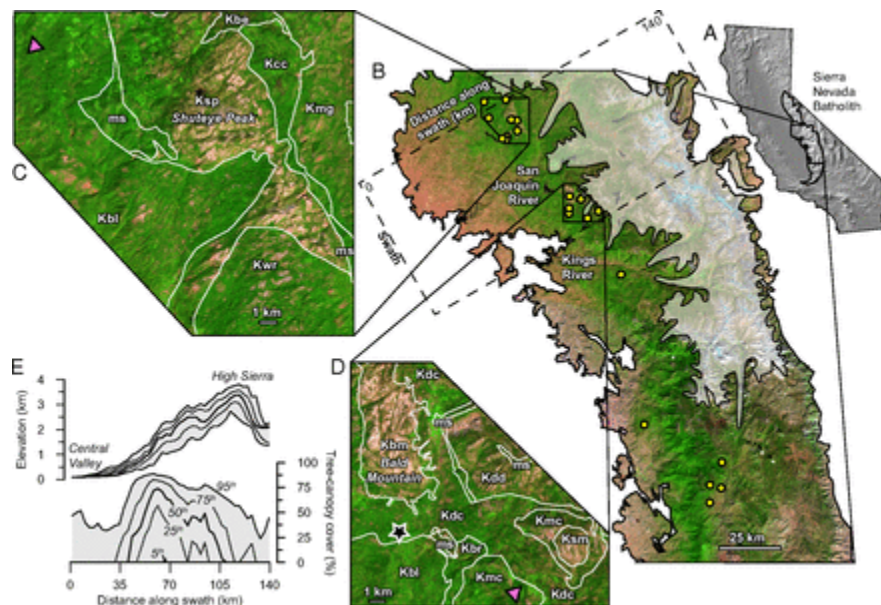 C
Kbe
Kcc
Ksp
Shuteye Peak
Kmg
ms
Kbl
Kwr
ms
1 km
A
Sierra
Nevada
Batholith
B
140
Distance along
swath (km)
0
Swath
San
Joaquin
River
Kings
River
25 km
D
Kdc
ms
Kbm
Bald
Mountain
ms
Kdd
Kdc
Kmc
Ksm
ms
Kbr
Kbl
Kmc
Kdc
1 km
E
High Sierra
Central
Valley
Elevation (km)
4
3
2
1
0
95th
75th
50th
25th
5th
100
75
50
25
0
Tree-canopy
cover (%)
0 35 70 105 140
Distance along swath (km)